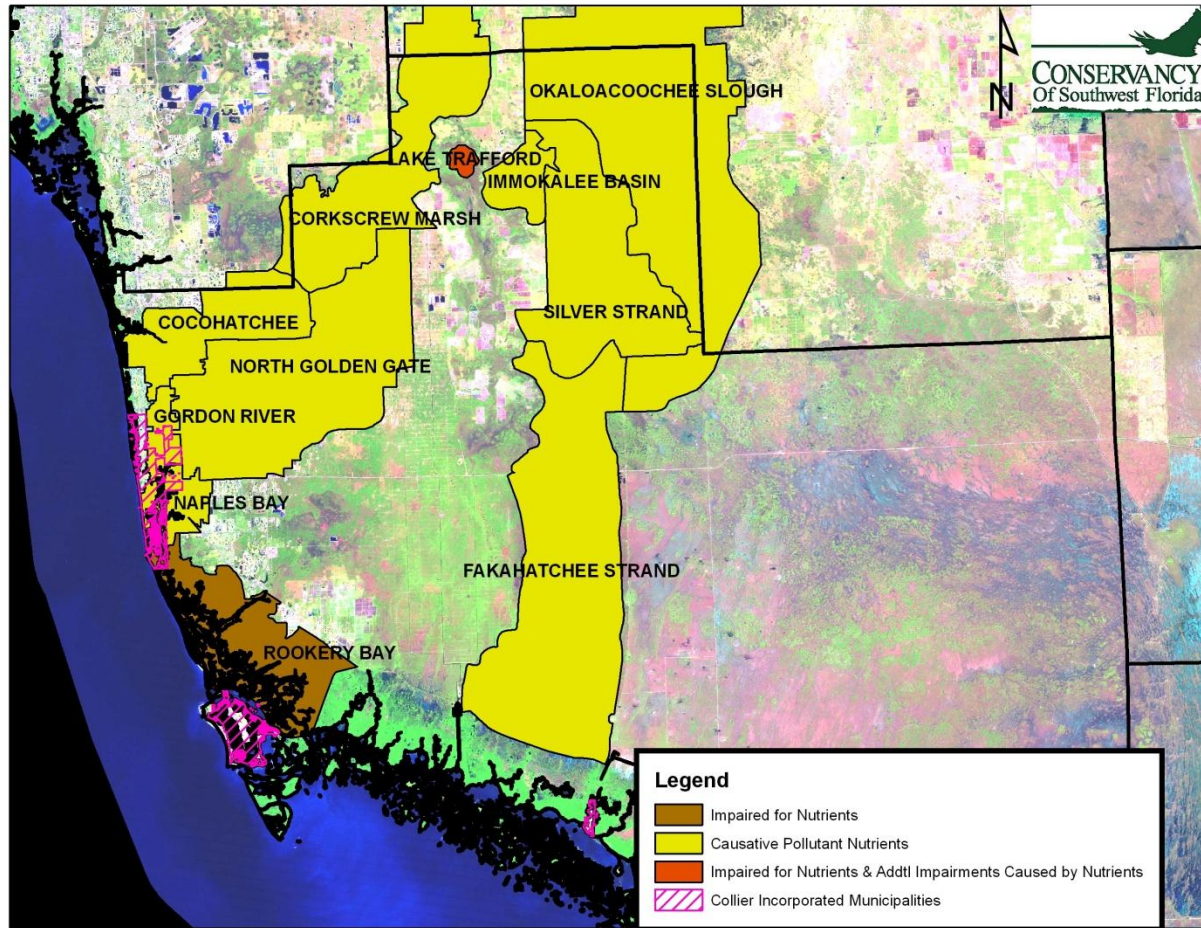 CONSERVANCY
Of Southwest Florida
N
OKALOACOOCHEE SLOUGH
LAKE TRAFFORD
IMMOKALEE BASIN
CORKSCREW MARSH
SILVER STRAND
COCOHATCHEE
NORTH GOLDEN GATE
GORDON RIVER
NAPLES BAY
FAKAHATCHEE STRAND
ROOKERY BAY
Legend
Impaired for Nutrients
Causative Pollutant Nutrients
Impaired for Nutrients & Addtl Impairments Caused by Nutrients
Collier Incorporated Municipalities